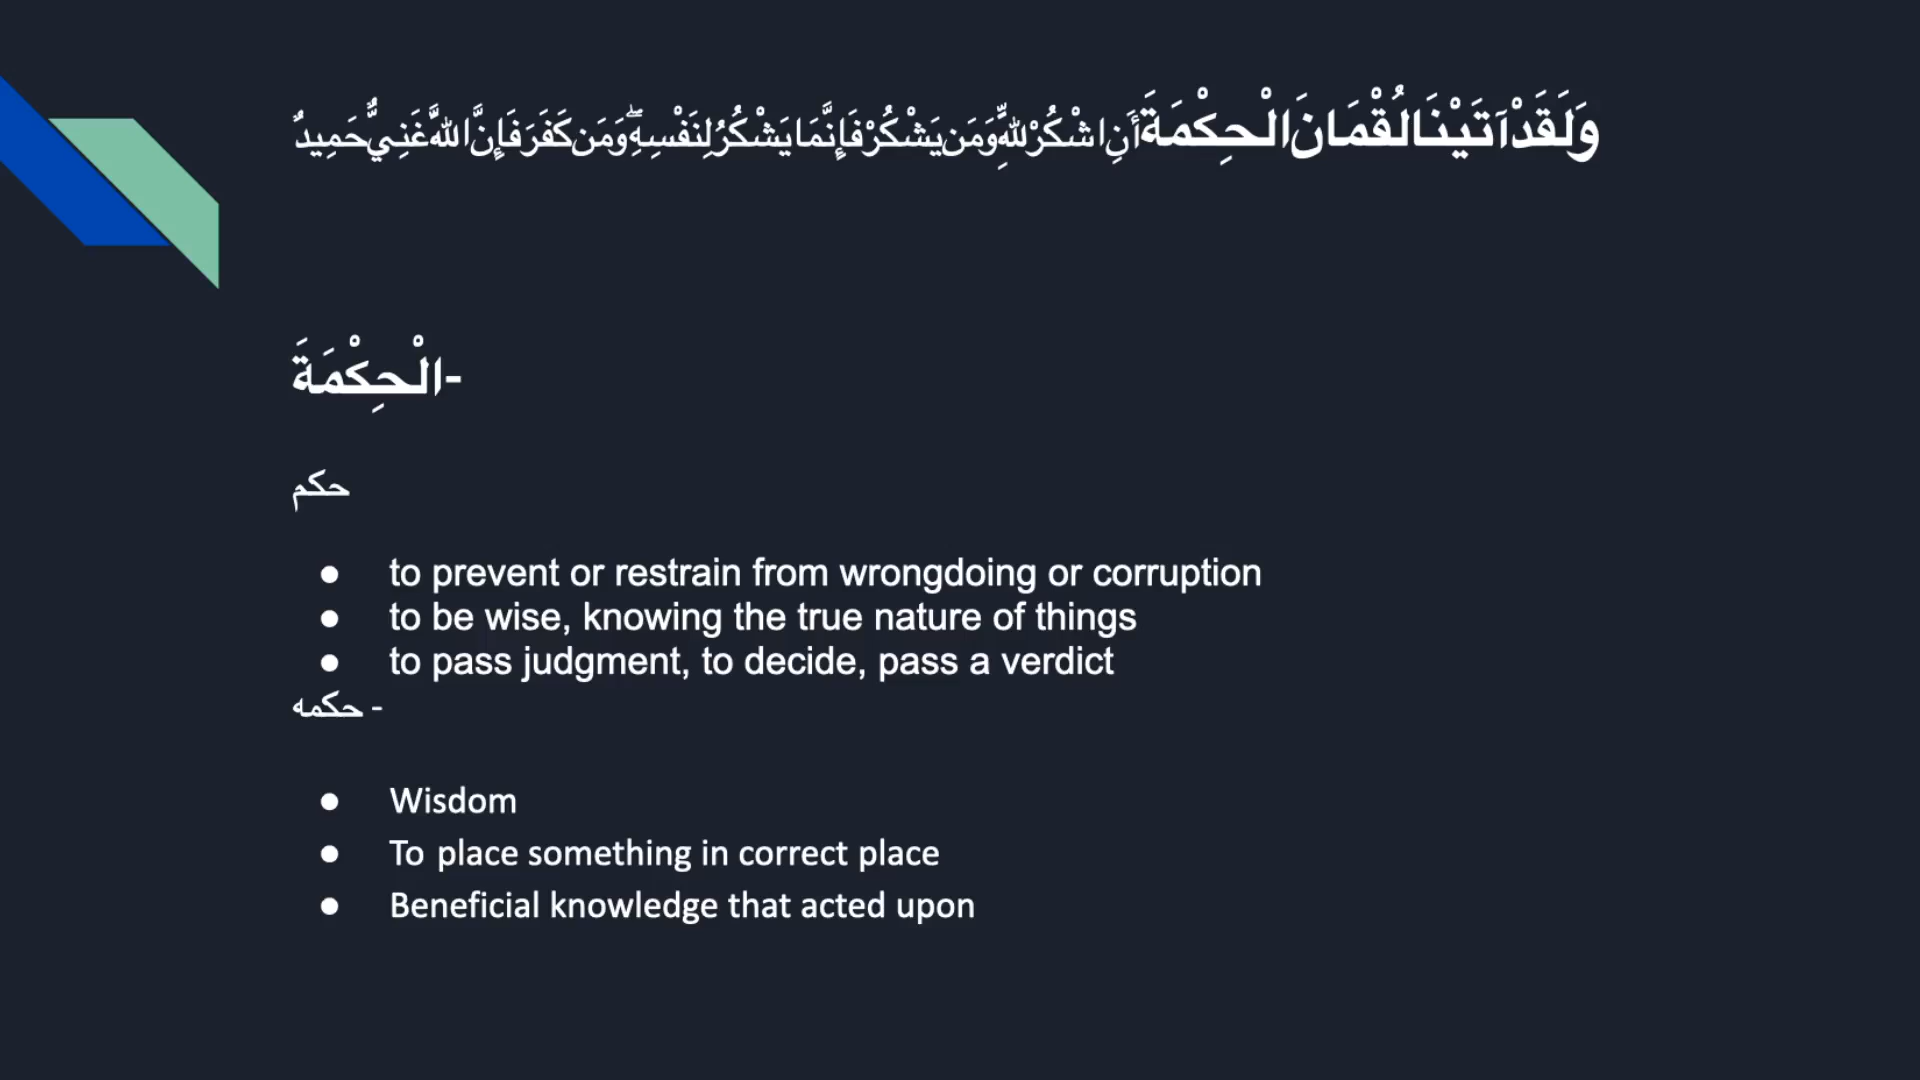 وَلَقَدْ آتَيْنَا لُقْمَانَ الْحِكْمَةَ أَنِ اشْكُرْ لِلَّهِ وَمَن يَشْكُرْ فَإِنَّمَا يَشْكُرُ لِنَفْسِهِ ۖ وَمَن كَفَرَ فَإِنَّ اللَّهَ غَنِيٌّ حَمِيدٌ
-الْحِكْمَةَ
حكم
● to prevent or restrain from wrongdoing or corruption
● to be wise, knowing the true nature of things
● to pass judgment, to decide, pass a verdict
- حكمه
● Wisdom
● To place something in correct place
● Beneficial knowledge that acted upon